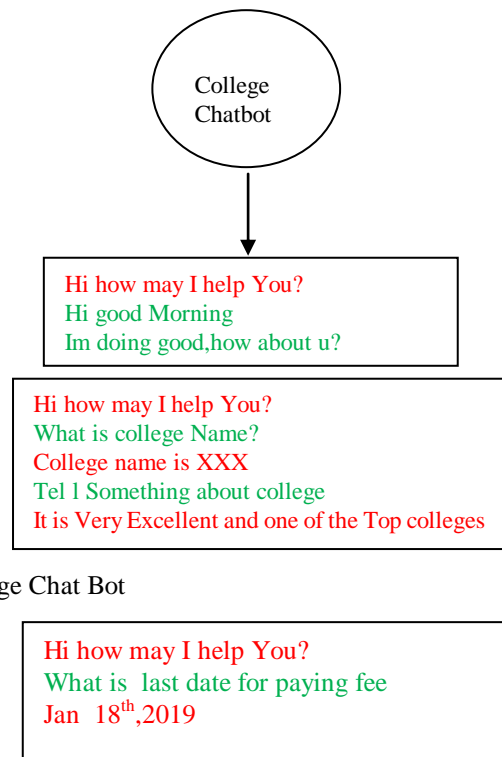 College
Chatbot
Hi how may I help You?
Hi good Morning
Im doing good,how about u?
Hi how may I help You?
What is college Name?
College name is XXX
Tel l Something about college
It is Very Excellent and one of the Top colleges
ge Chat Bot
Hi how may I help You?
What is last date for paying fee
Jan 18th,2019